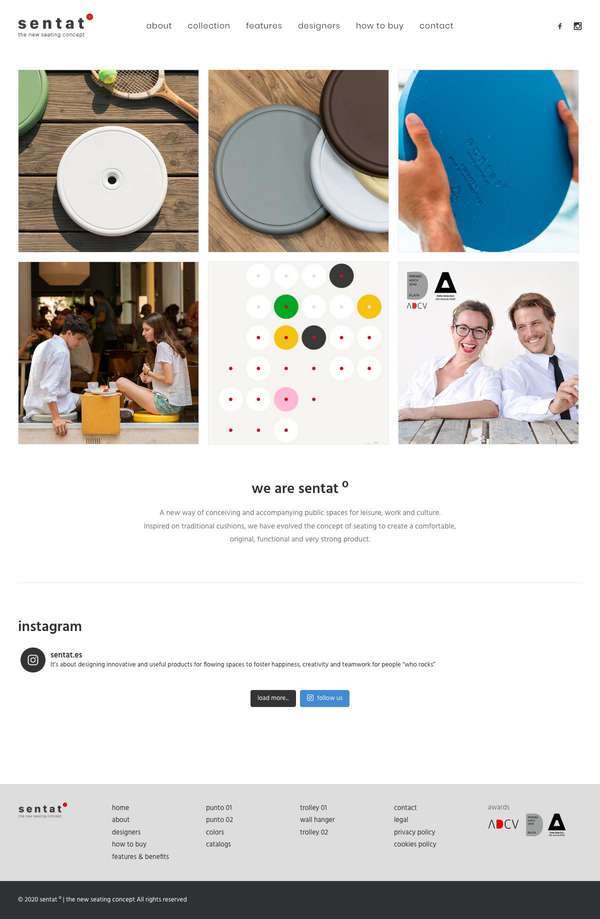 sentat
the new seating concept
about collection features designers how to buy contact
sentat
ADCV
we are sentat º
A new way of conceiving and accompanying public spaces for leisure, work and culture.
Inspired on traditional cushions, we have evolved the concept of seating to create a comfortable,
original, functional and very strong product.
instagram
sentat.es
It's about designing innovative and useful products for flowing spaces to foster happiness, creativity and teamwork for people "who rocks"
load more...
follow us
sentat
the new seating concept
home
about
designers
how to buy
features & benefits
punto 01
punto 02
colors
catalogs
trolley 01
wall hanger
trolley 02
contact
legal
privacy policy
cookies policy
awards
ADCV
© 2020 sentat º | the new seating concept All rights reserved